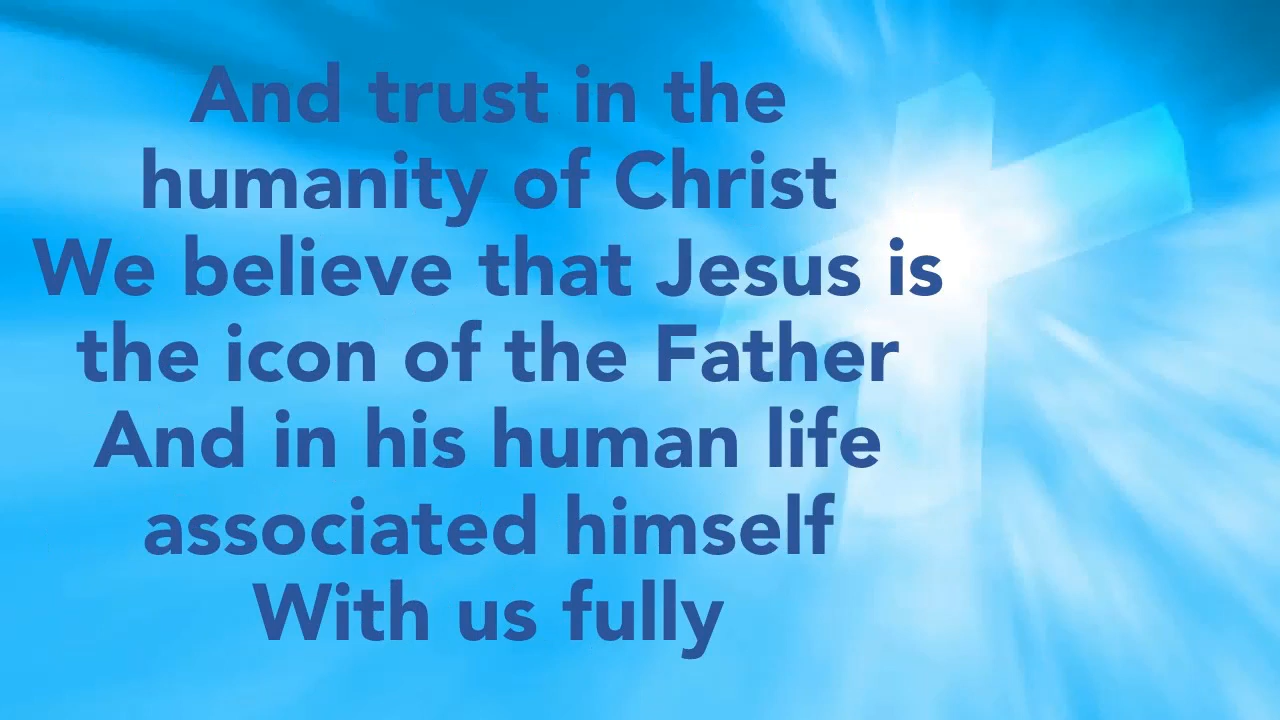 And trust in the
humanity of Christ
We believe that Jesus is
the icon of the Father
And in his human life
associated himself
With us fully